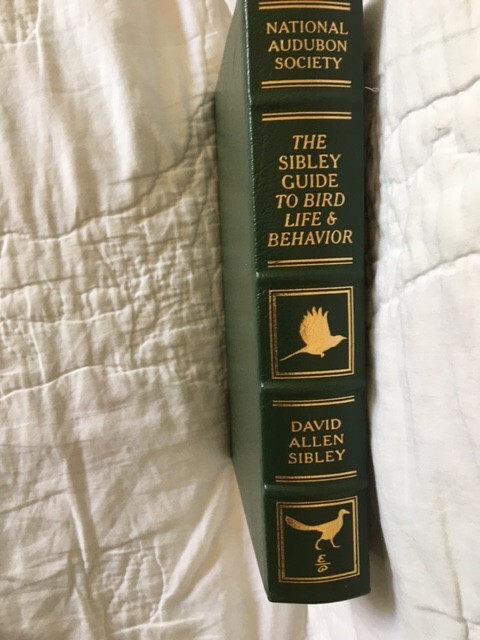 NATIONAL
AUDUBON
SOCIETY
THE
SIBLEY
GUIDE
TO BIRD
LIFE &
BEHAVIOR
DAVID
ALLEN
SIBLEY
E
P